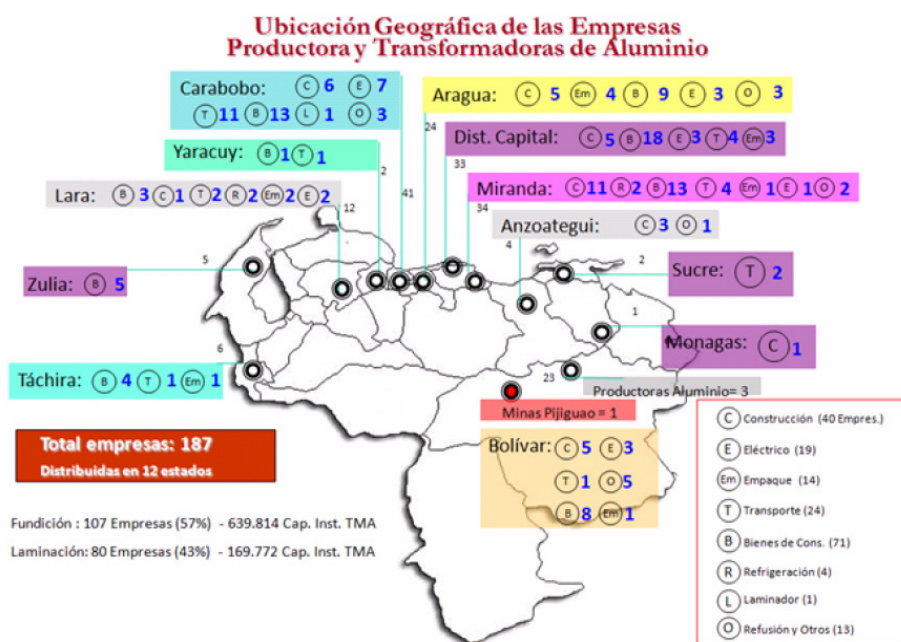 Ubicación Geográfica de las Empresas
Productora y Transformadoras de Aluminio
Carabobo: C 6 E 7
T 11 B 13 L 1 O 3
Aragua: C 5 Em 4 B 9 E 3 O 3
24
Dist. Capital: C 5 B 18 E 3 T 4 Em 3
33
Yaracuy: B 1 T 1
2
41
Miranda: C 11 R 2 B 13 T 4 Em 1 E 1 O 2
34
Lara: B 3 C 1 T 2 R 2 Em 2 E 2
12
Anzoategui: C 3 O 1
4
5
2
Sucre: T 2
Zulia: B 5
1
Monagas: C 1
6
Táchira: B 4 T 1 Em 1
23
Productoras Aluminio= 3
Minas Pijiguao = 1
Bolívar: C 5 E 3
T 1 O 5
B 8 Em 1
Total empresas: 187
Distribuidas en 12 estados
Fundición : 107 Empresas (57%) - 639.814 Cap. Inst. TMA
Laminación: 80 Empresas (43%) - 169.772 Cap. Inst. TMA
C Construcción (40 Empres.)
E Eléctrico (19)
Em Empaque (14)
T Transporte (24)
B Bienes de Cons. (71)
R Refrigeración (4)
L Laminador (1)
O Refusión y Otros (13)